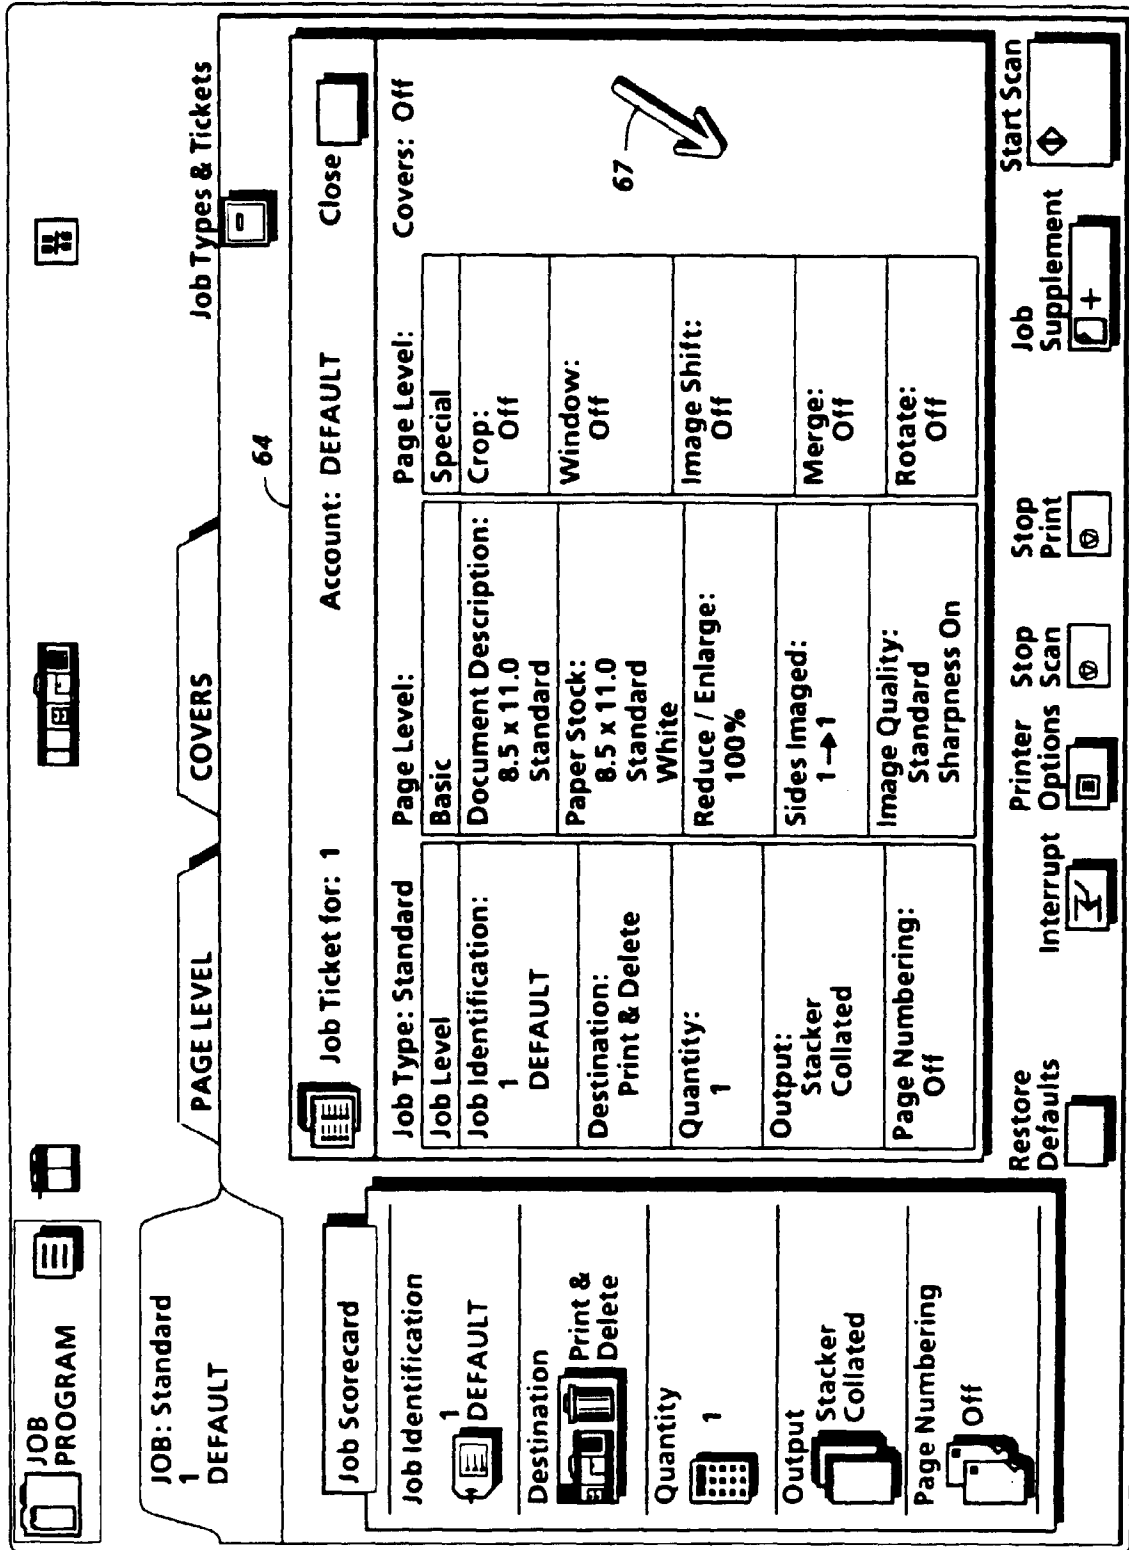 JOB
PROGRAM
JOB: Standard
1
DEFAULT
PAGE LEVEL
COVERS
Job Types & Tickets
Job Scorecard
Job Identification
1
DEFAULT
Destination
Print &
Delete
Quantity
1
Output
Stacker
Collated
Page Numbering
Off
64
Job Ticket for: 1
Account: DEFAULT
Close
Job Type: Standard
Job Level
Job Identification:
1
DEFAULT
Destination:
Print & Delete
Quantity:
1
Output:
Stacker
Collated
Page Numbering:
Off
Page Level:
Basic
Document Description:
8.5 x 11.0
Standard
Paper Stock:
8.5 x 11.0
Standard
White
Reduce / Enlarge:
100%
Sides Imaged:
1→1
Image Quality:
Standard
Sharpness On
Page Level:
Special
Crop:
Off
Window:
Off
Image Shift:
Off
Merge:
Off
Rotate:
Off
Covers: Off
67
Restore
Defaults
Interrupt
Printer
Options
Stop
Scan
Stop
Print
Job
Supplement
+
Start Scan